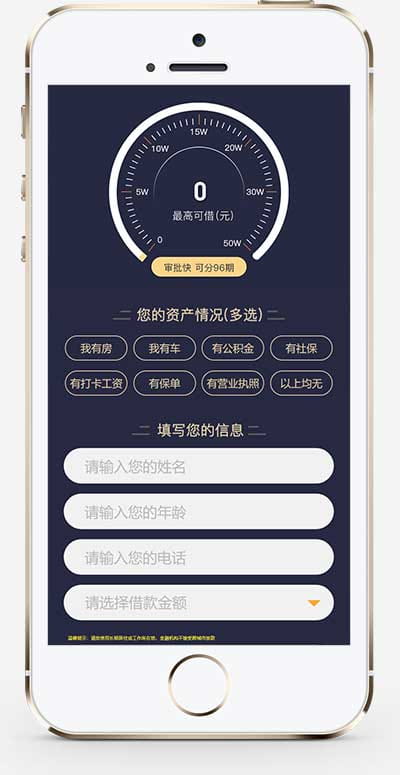 15W
10W
20W
5W
0
30W
最高可借(元)
0
50W
审批快 可分96期
您的资产情况(多选)
我有房
我有车
有公积金
有社保
有打卡工资
有保单
有营业执照
以上均无
填写您的信息
请输入您的姓名
请输入您的年龄
请输入您的电话
请选择借款金额